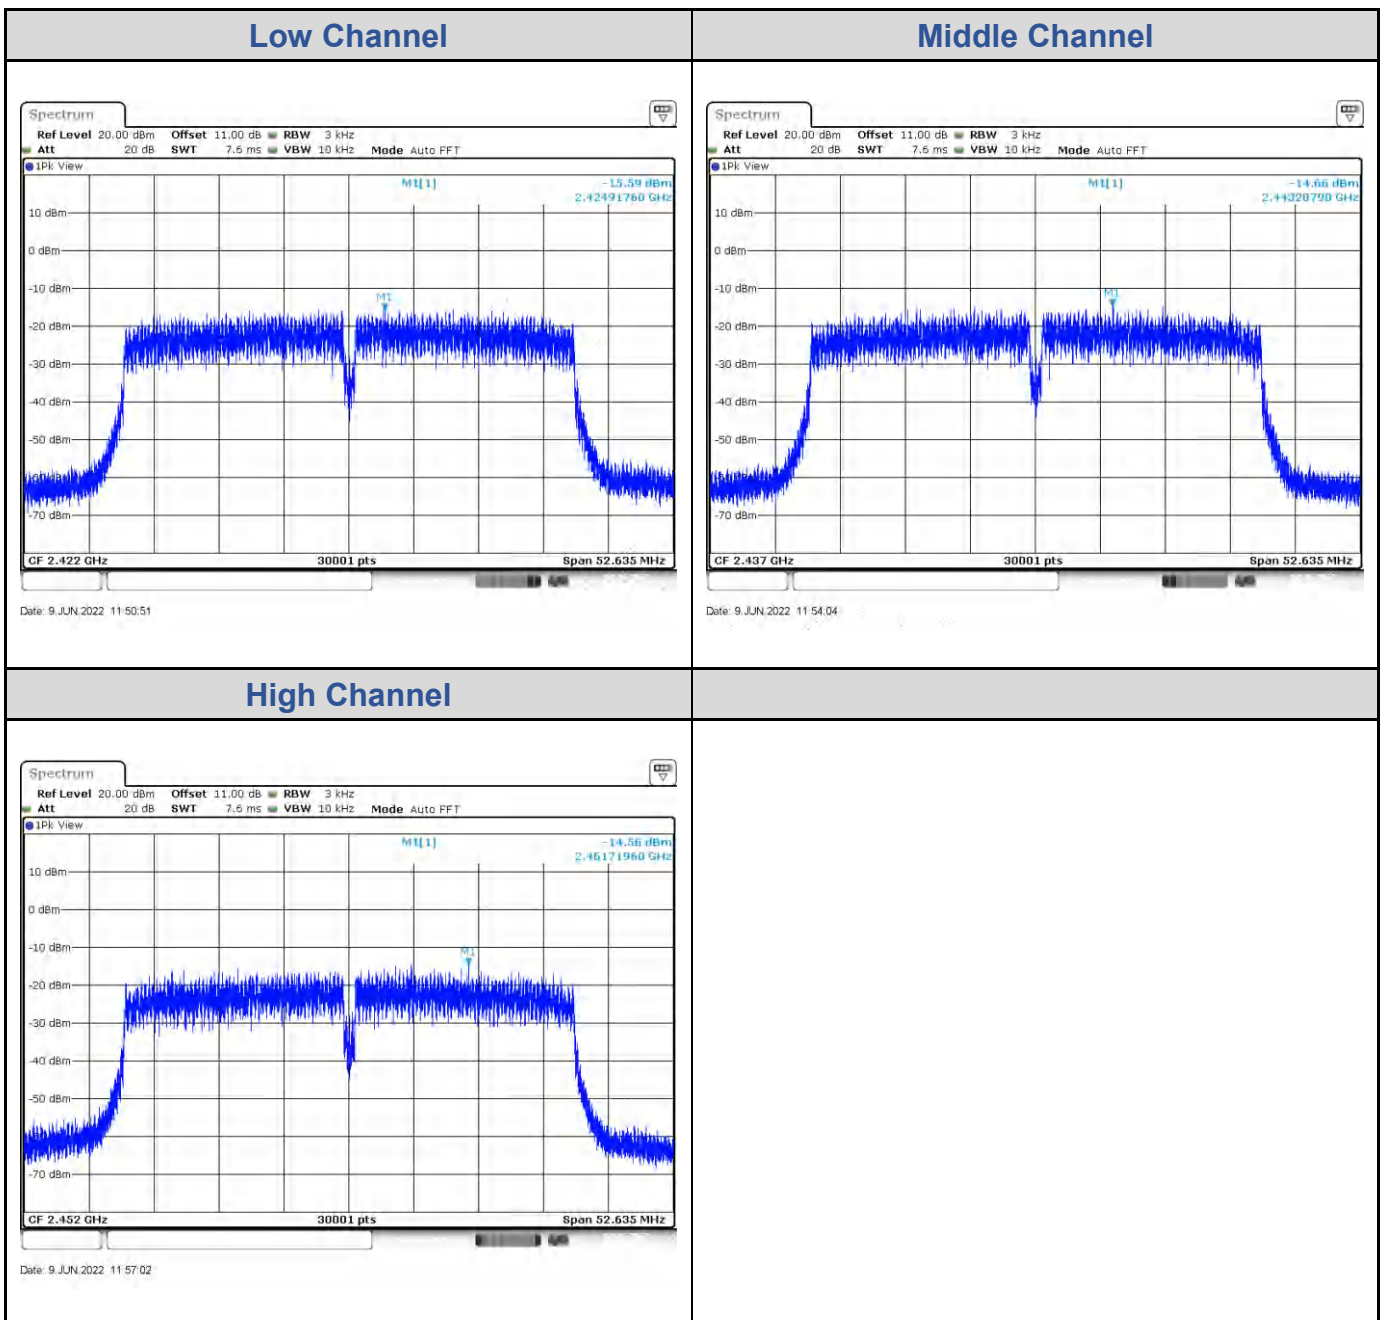 Low Channel
Spectrum
Ref Level 20.00 dBm Offset 11.00 dB RBW 3 kHz
Att 20 dB SWT 7.6 ms VBW 10 kHz Mode Auto FFT
1Pk View
M1[1] -15.59 dBm
2.42491760 GHz
10 dBm
0 dBm
-10 dBm
M1
-20 dBm
-30 dBm
-40 dBm
-50 dBm
-70 dBm
CF 2.422 GHz 30001 pts Span 52.635 MHz
Date: 9.JUN.2022 11:50:51
Middle Channel
Spectrum
Ref Level 20.00 dBm Offset 11.00 dB RBW 3 kHz
Att 20 dB SWT 7.6 ms VBW 10 kHz Mode Auto FFT
1Pk View
M1[1] -14.66 dBm
2.44328790 GHz
10 dBm
0 dBm
-10 dBm
M1
-20 dBm
-30 dBm
-40 dBm
-50 dBm
-70 dBm
CF 2.437 GHz 30001 pts Span 52.635 MHz
Date: 9.JUN.2022 11:54:04
High Channel
Spectrum
Ref Level 20.00 dBm Offset 11.00 dB RBW 3 kHz
Att 20 dB SWT 7.6 ms VBW 10 kHz Mode Auto FFT
1Pk View
M1[1] -14.56 dBm
2.46171960 GHz
10 dBm
0 dBm
-10 dBm
M1
-20 dBm
-30 dBm
-40 dBm
-50 dBm
-70 dBm
CF 2.452 GHz 30001 pts Span 52.635 MHz
Date: 9.JUN.2022 11:57:02